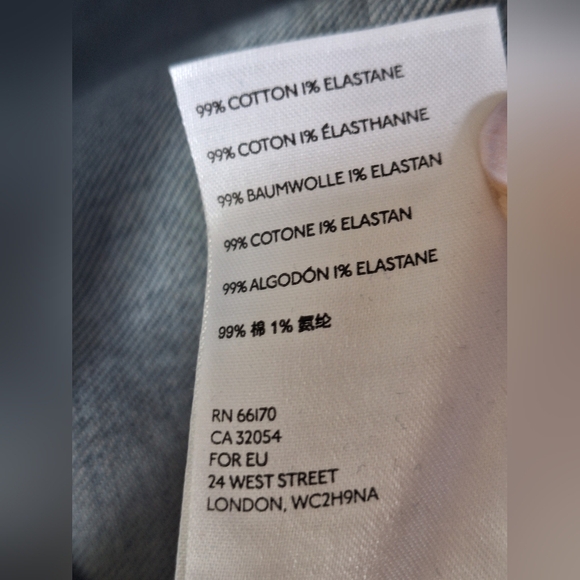 99% COTTON 1% ELASTANE
99% COTON 1% ÉLASTHANNE
99% BAUMWOLLE 1% ELASTAN
99% COTONE 1% ELASTAN
99% ALGODÓN 1% ELASTANE
99% 棉 1% 氨纶
RN 66170
CA 32054
FOR EU
24 WEST STREET
LONDON, WC2H9NA